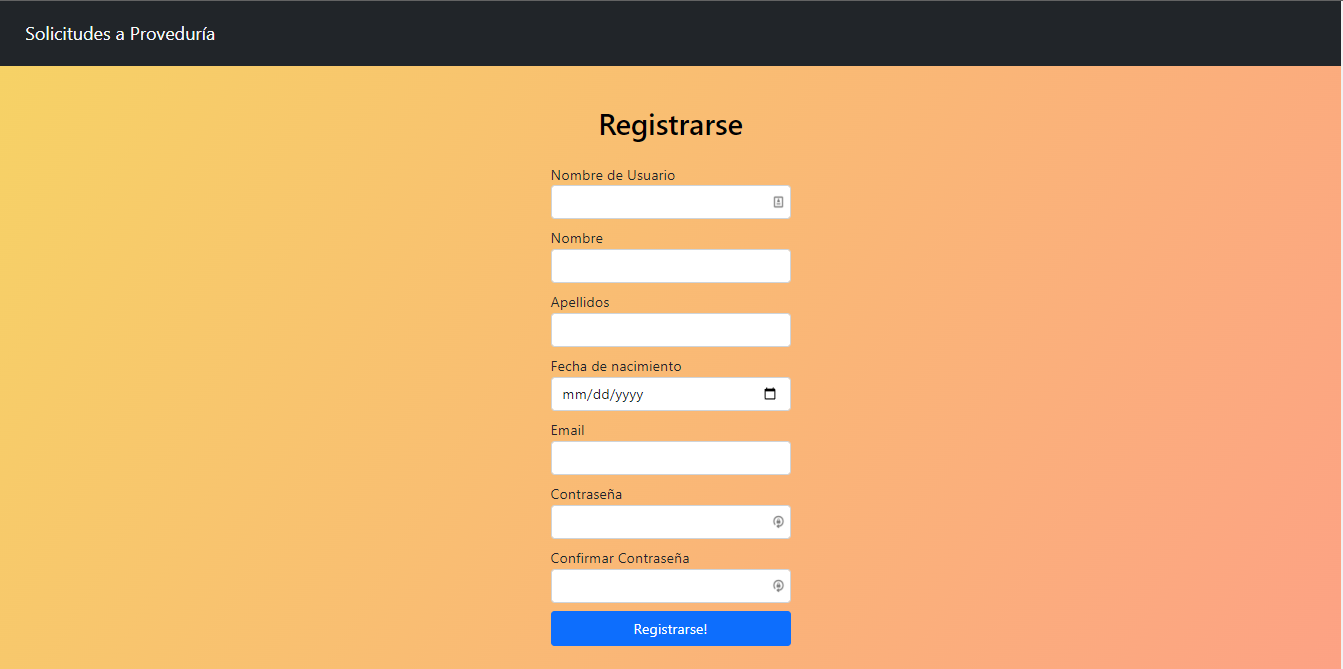 Solicitudes a Proveduría
Registrarse
Nombre de Usuario
Nombre
Apellidos
Fecha de nacimiento
mm/dd/yyyy
Email
Contraseña
Confirmar Contraseña
Registrarse!